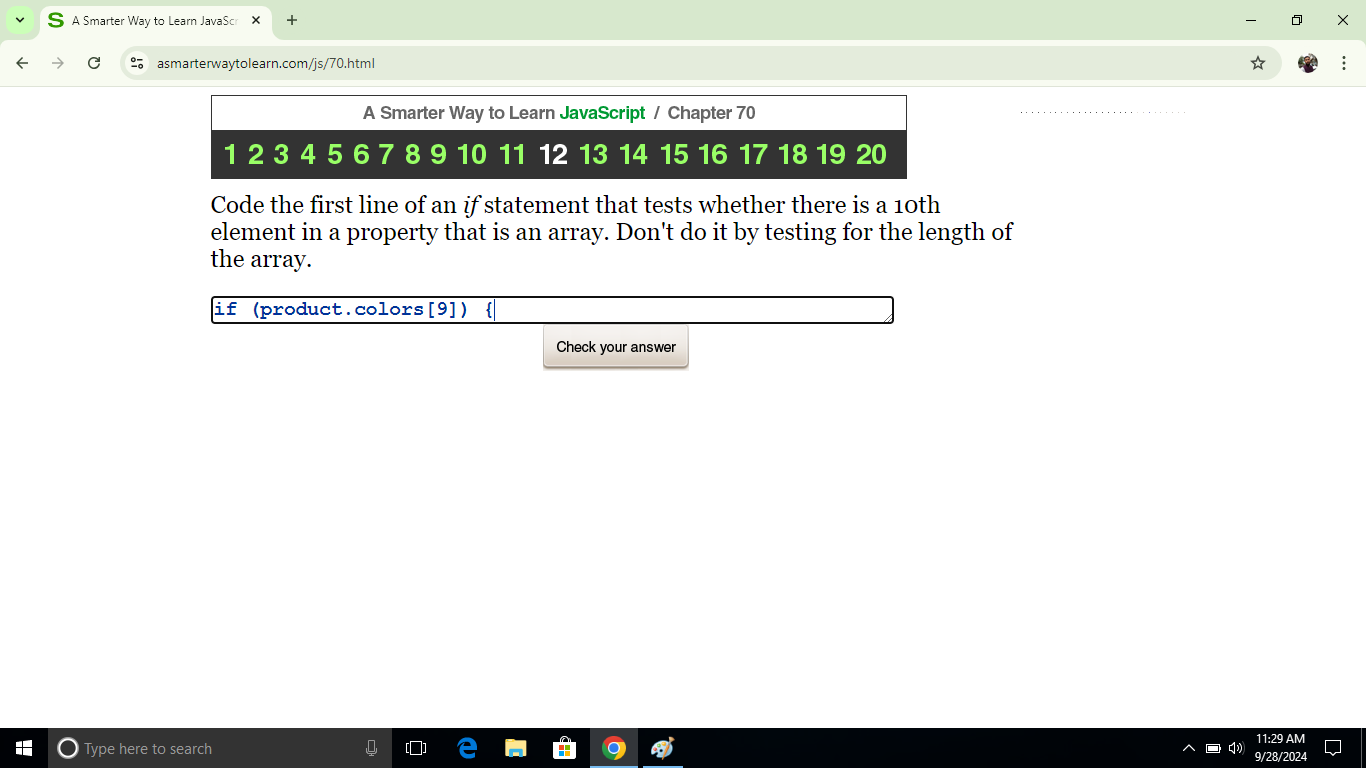 A Smarter Way to Learn JavaScr
asmarterwaytolearn.com/js/70.html
A Smarter Way to Learn JavaScript / Chapter 70
1 2 3 4 5 6 7 8 9 10 11 12 13 14 15 16 17 18 19 20
Code the first line of an if statement that tests whether there is a 10th
element in a property that is an array. Don't do it by testing for the length of
the array.
if (product.colors[9]) {
Check your answer
Type here to search
11:29 AM
9/28/2024